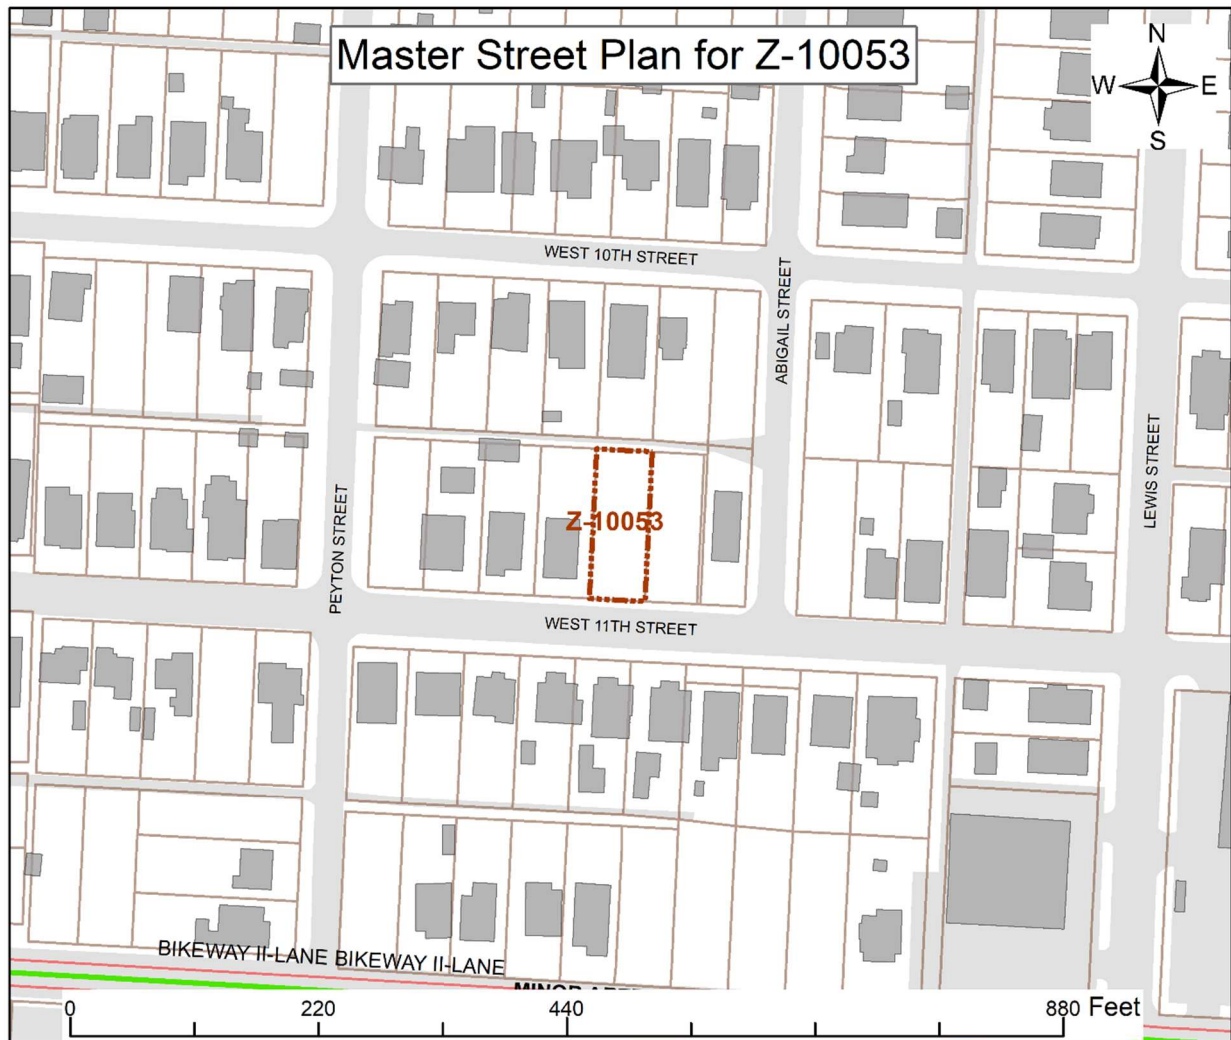 Master Street Plan for Z-10053
N
W E
S
WEST 10TH STREET
ABIGAIL STREET
LEWIS STREET
PEYTON STREET
Z-10053
WEST 11TH STREET
BIKEWAY II-LANE BIKEWAY II-LANE
MINOR
0 220 440 880 Feet